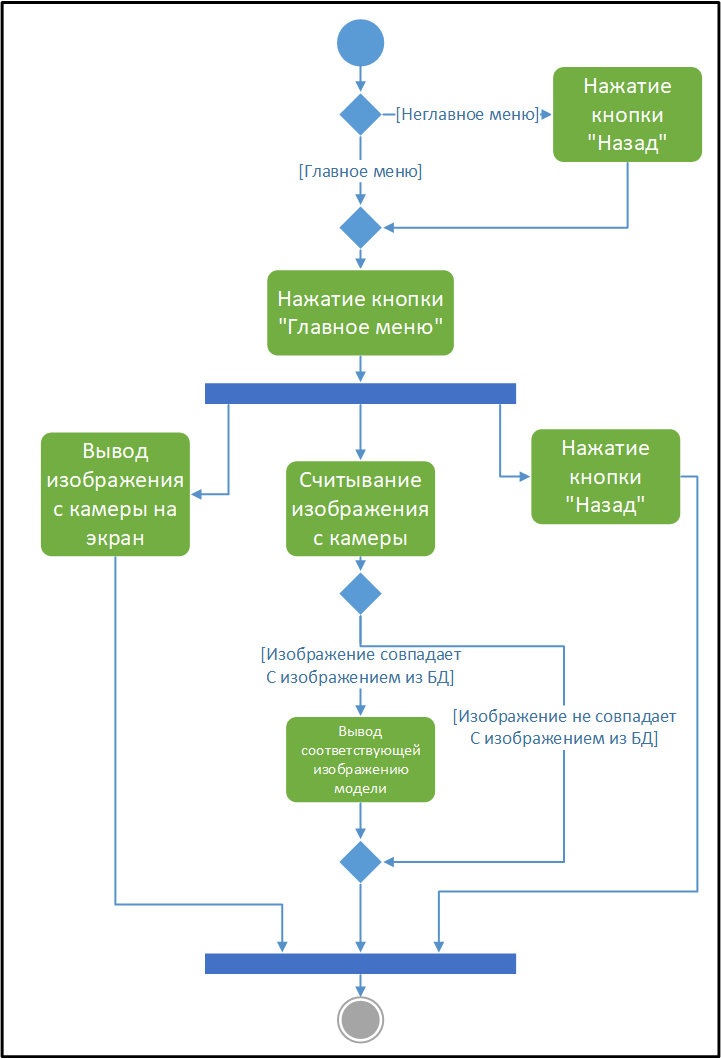 [Неглавное меню]
Нажатие
кнопки
"Назад"
[Главное меню]
Нажатие кнопки
"Главное меню"
Вывод
изображения
с камеры на
экран
Считывание
изображения
с камеры
Нажатие
кнопки
"Назад"
[Изображение совпадает
С изображением из БД]
[Изображение не совпадает
С изображением из БД]
Вывод
соответствующей
изображению
модели